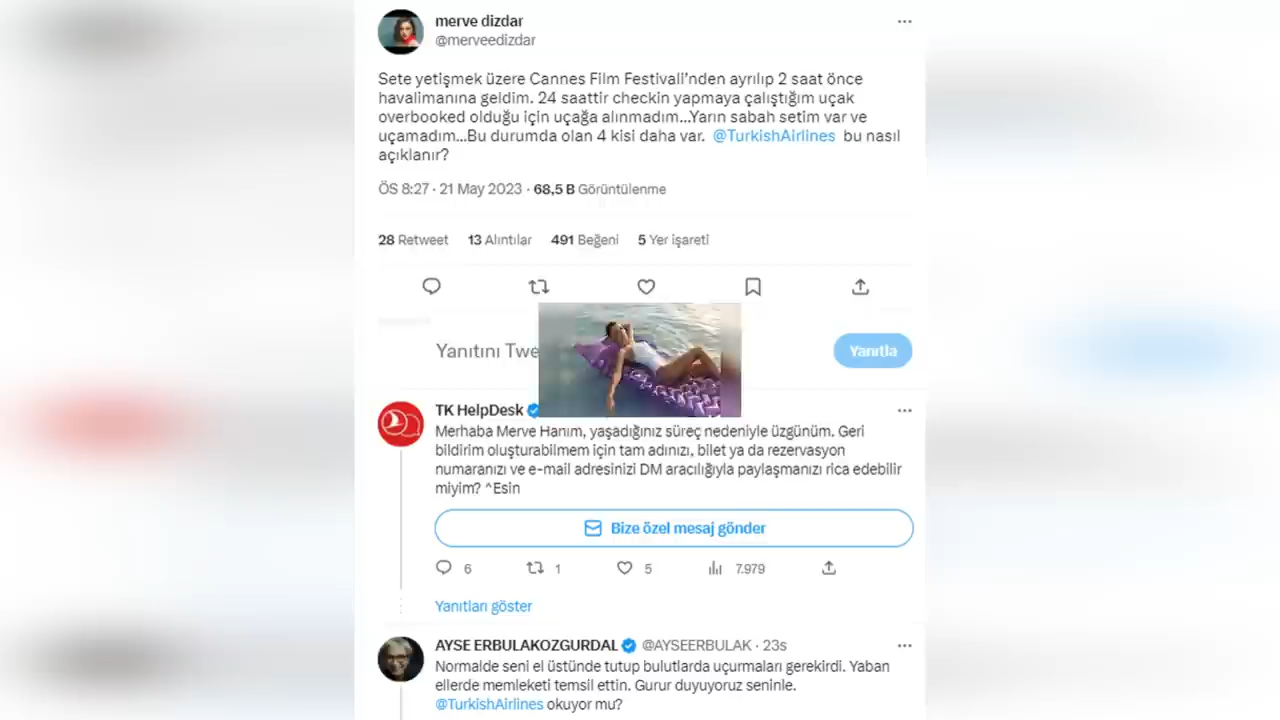 merve dizdar
@merveedizdar
Sete yetişmek üzere Cannes Film Festivali'nden ayrılıp 2 saat önce
havalimanına geldim. 24 saattir checkin yapmaya çalıştığım uçak
overbooked olduğu için uçağa alınmadım...Yarın sabah setim var ve
uçamadım...Bu durumda olan 4 kisi daha var. @TurkishAirlines bu nasıl
açıklanır?
ÖS 8:27 · 21 May 2023 · 68,5 B Görüntülenme
28 Retweet 13 Alıntılar 491 Beğeni 5 Yer işareti
Yanıtını Twe
Yanıtla
TK HelpDesk
Merhaba Merve Hanım, yaşadığınız süreç nedeniyle üzgünüm. Geri
bildirim oluşturabilmem için tam adınızı, bilet ya da rezervasyon
numaranızı ve e-mail adresinizi DM aracılığıyla paylaşmanızı rica edebilir
miyim? ^Esin
Bize özel mesaj gönder
6 1 5 7.979
Yanıtları göster
AYSE ERBULAKOZGURDAL @AYSEERBULAK · 23s
Normalde seni el üstünde tutup bulutlarda uçurmaları gerekirdi. Yaban
ellerde memleketi temsil ettin. Gurur duyuyoruz seninle.
@TurkishAirlines okuyor mu?